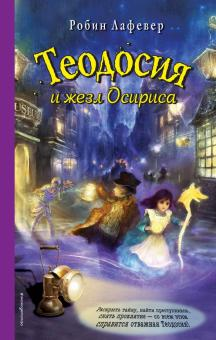 Робин Лафевер
Теодосия
и жезл Осириса
Раскрыть тайну, найти преступника,
снять проклятие – со всем этим
справится отважная Теодосия!